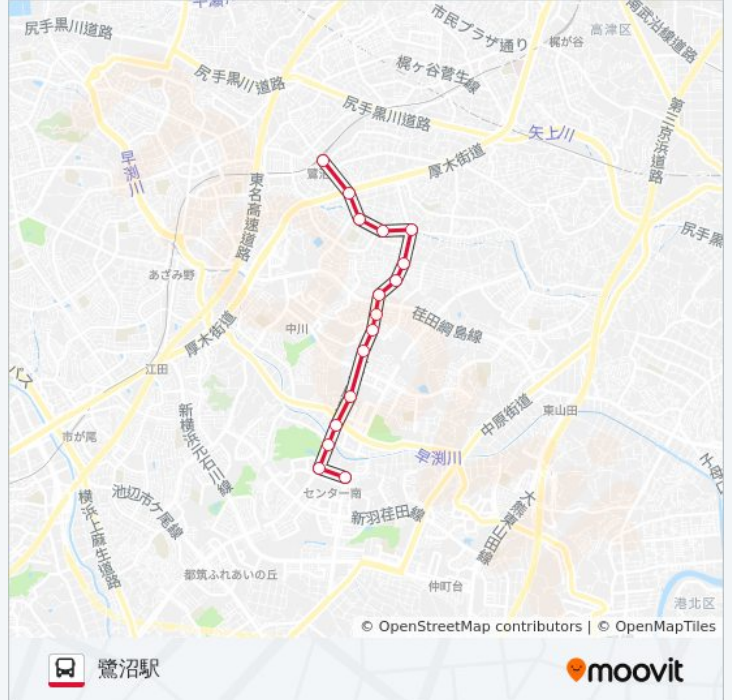 尻手黒川道路
市民プラザ通り
高津区
南武沿線道路
梶が谷
尻手黒川道路
梶ヶ谷菅生線
尻手黒川道路
第三京浜道路
矢上川
早渕川
厚木街道
東名高速道路
尻手黒
あざみ野
荏田綱島線
中川
厚木街道
江田
バス
新横浜元石川線
中原街道
東山田
市が尾
早渕川
横浜上麻生道路
池辺市ケ尾線
センター南
新羽荏田線
大熊東山田線
都筑ふれあいの丘
仲町台
港北区
© OpenStreetMap contributors | © OpenMapTiles
鷺沼駅
moovit